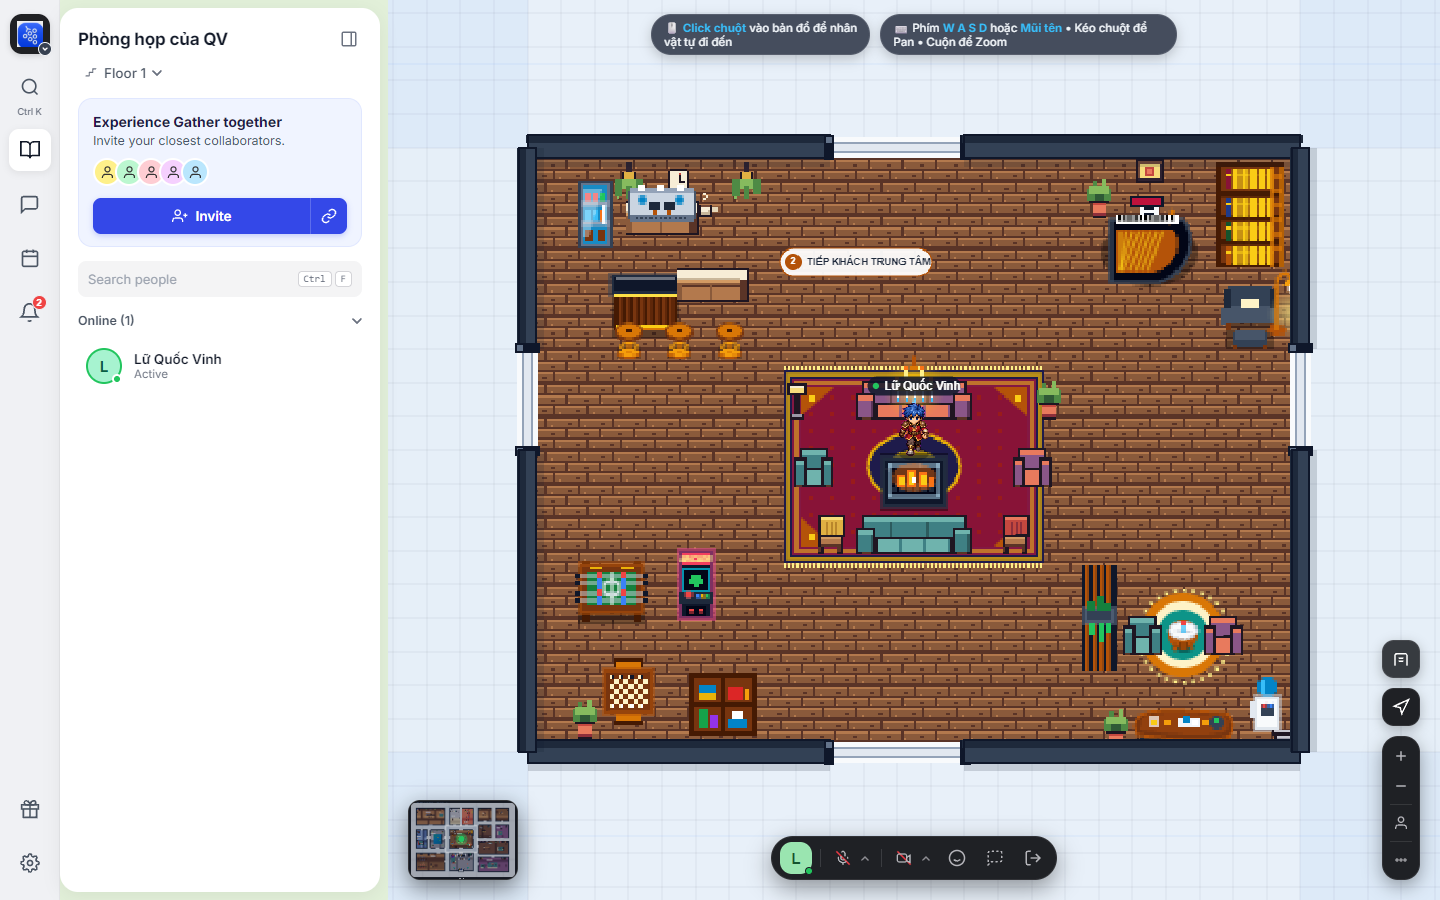 Ctrl K
2
Phòng họp của QV
Floor 1
Experience Gather together
Invite your closest collaborators.
Invite
Search people
Ctrl F
Online (1)
L
Lữ Quốc Vinh
Active
Click chuột vào bản đồ để nhân
vật tự đi đến
Phím W A S D hoặc Mũi tên • Kéo chuột để
Pan • Cuộn để Zoom
2 TIẾP KHÁCH TRUNG TÂM
Lữ Quốc Vinh
L